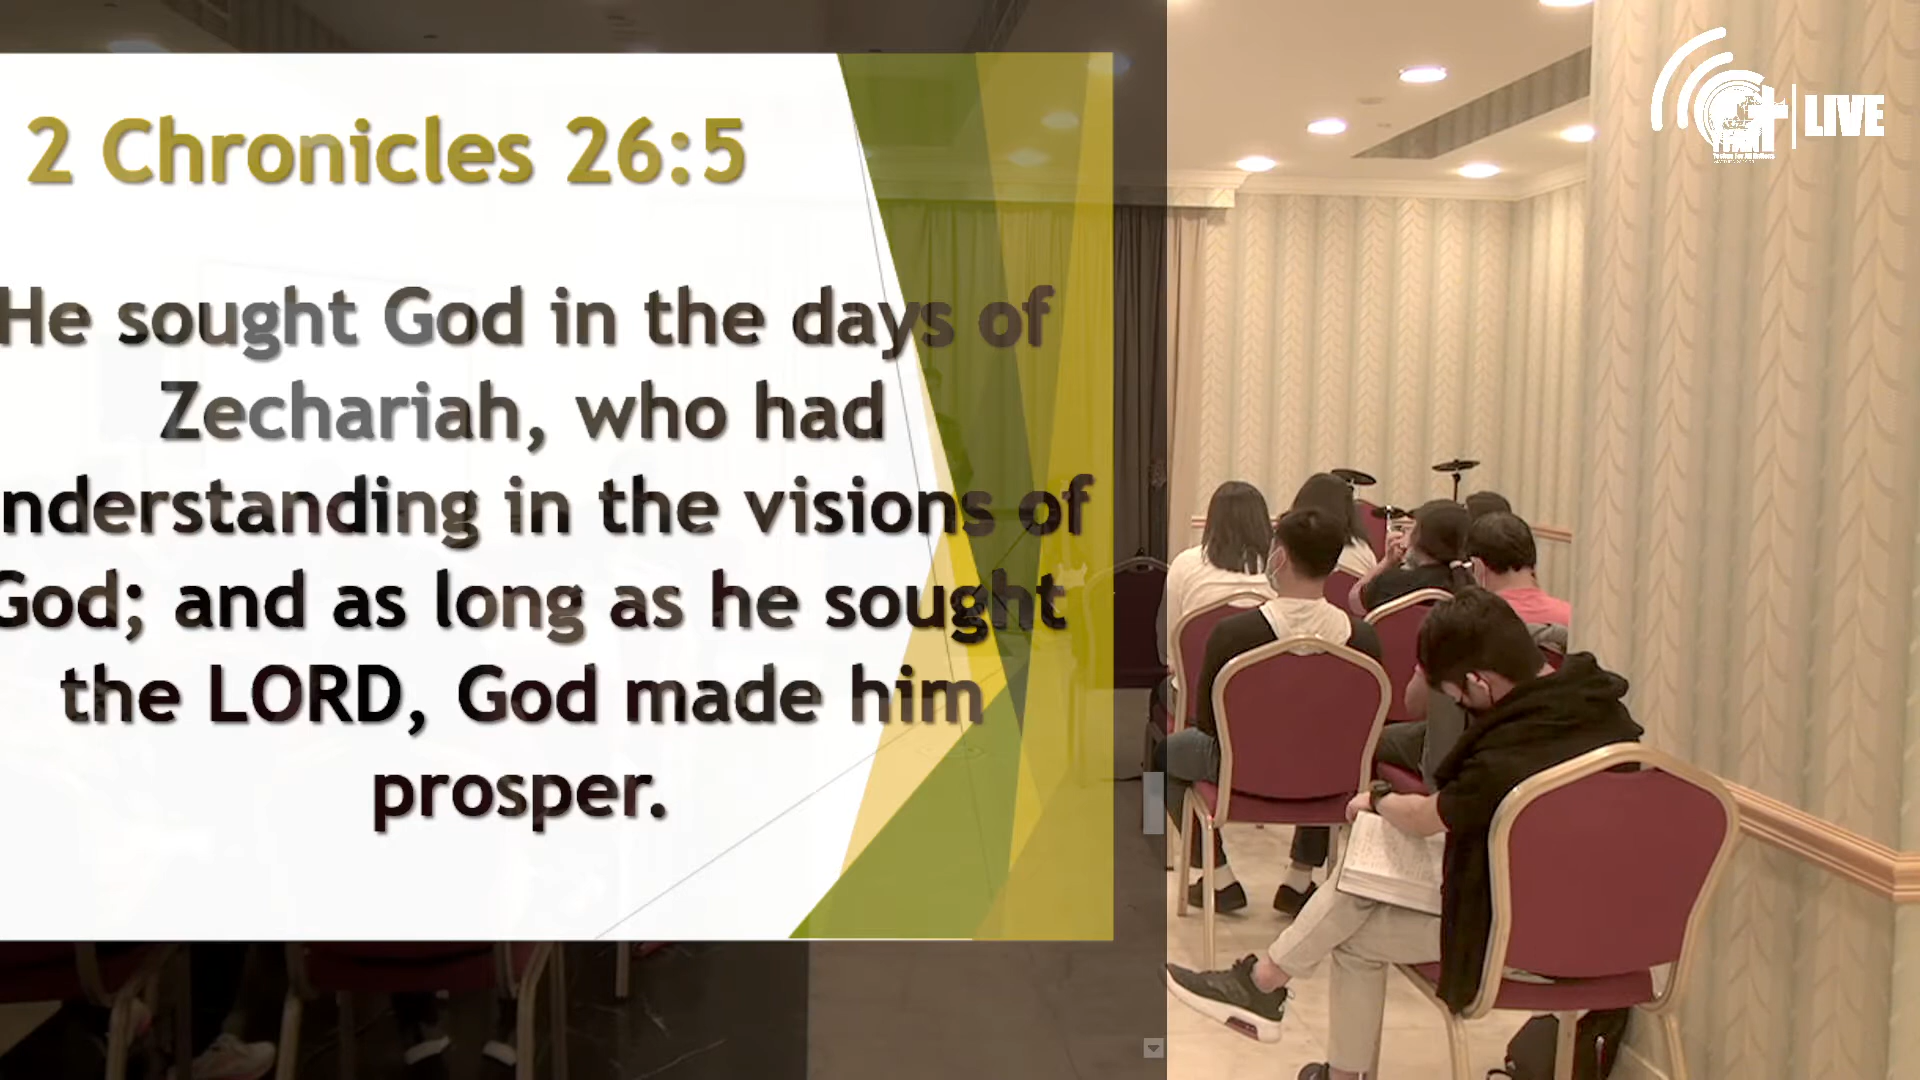 2 Chronicles 26:5
He sought God in the days of
Zechariah, who had
nderstanding in the visions of
God; and as long as he sought
the LORD, God made him
prosper.
LIVE